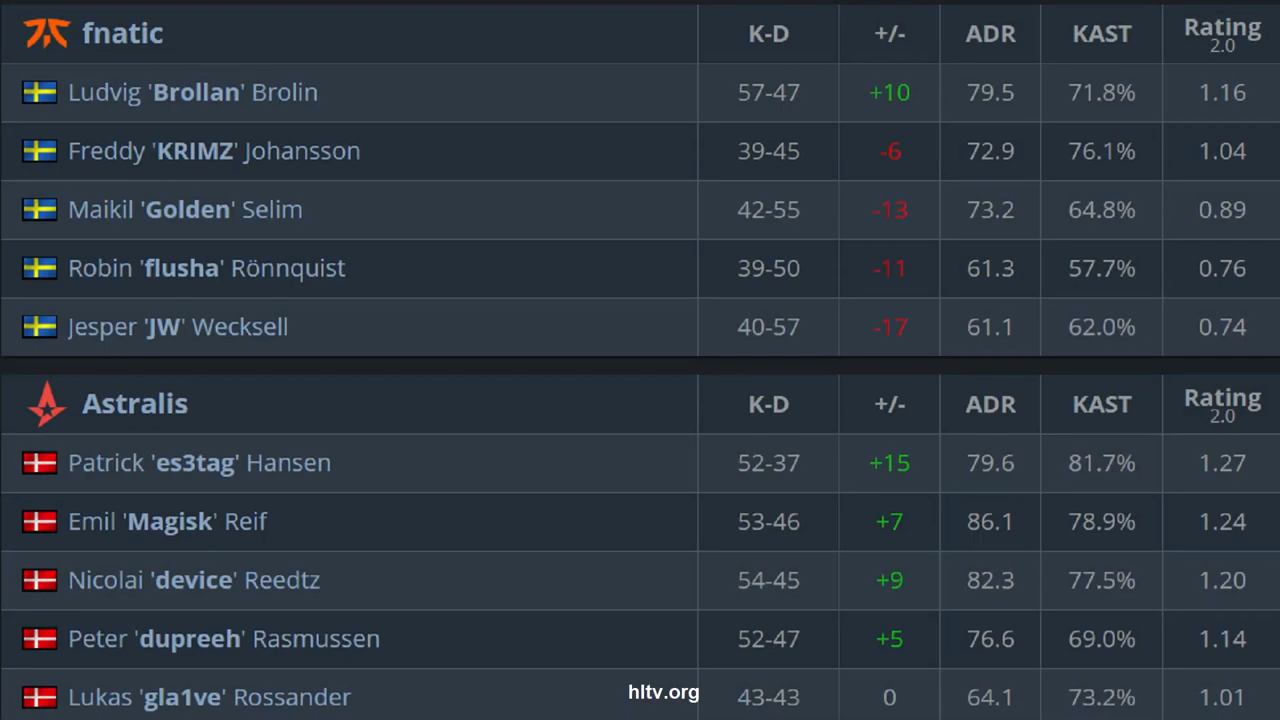 fnatic K-D +/- ADR KAST Rating 2.0
Ludvig 'Brollan' Brolin 57-47 +10 79.5 71.8% 1.16
Freddy 'KRIMZ' Johansson 39-45 -6 72.9 76.1% 1.04
Maikil 'Golden' Selim 42-55 -13 73.2 64.8% 0.89
Robin 'flusha' Rönnquist 39-50 -11 61.3 57.7% 0.76
Jesper 'JW' Wecksell 40-57 -17 61.1 62.0% 0.74
Astralis K-D +/- ADR KAST Rating 2.0
Patrick 'es3tag' Hansen 52-37 +15 79.6 81.7% 1.27
Emil 'Magisk' Reif 53-46 +7 86.1 78.9% 1.24
Nicolai 'device' Reedtz 54-45 +9 82.3 77.5% 1.20
Peter 'dupreeh' Rasmussen 52-47 +5 76.6 69.0% 1.14
Lukas 'gla1ve' Rossander 43-43 0 64.1 73.2% 1.01
hltv.org